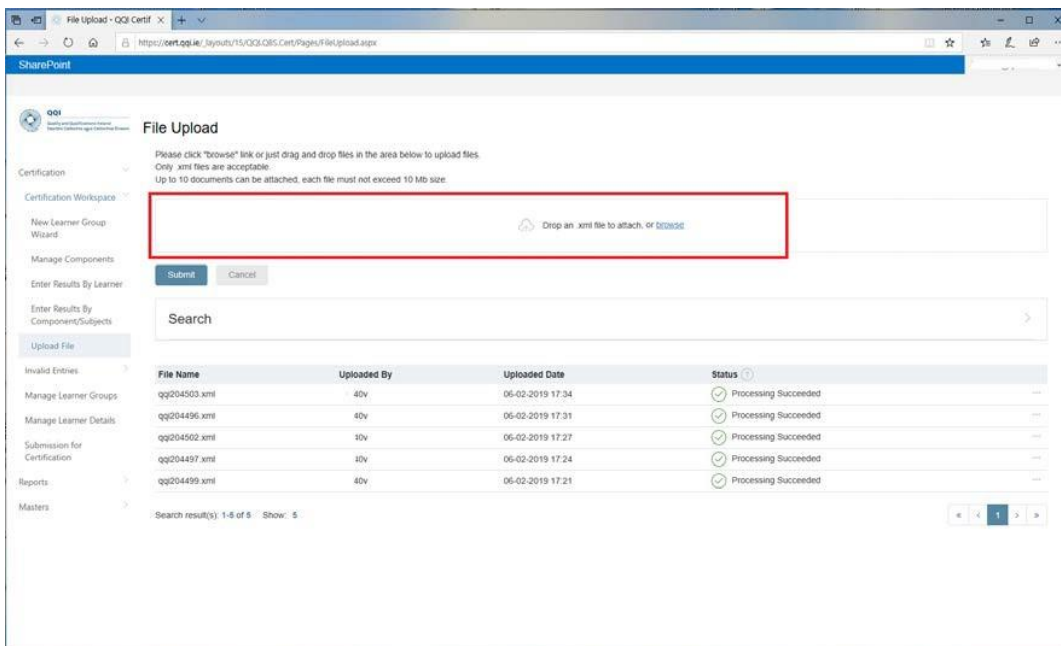 File Upload - QQI Certif
https://cert.qqi.ie/_layouts/15/QQI.QBS.Cert/Pages/FileUpload.aspx
SharePoint
QQI
File Upload
Please click "browse" link or just drag and drop files in the area below to upload files.
Only .xml files are acceptable.
Up to 10 documents can be attached, each file must not exceed 10 Mb size
Drop an .xml file to attach, or browse
Submit
Cancel
Search
Certification
Certification Workspace
New Learner Group
Wizard
Manage Components
Enter Results By Learner
Enter Results By
Component/Subjects
Upload File
Invalid Entries
Manage Learner Groups
Manage Learner Details
Submission for
Certification
Reports
Masters
File Name Uploaded By Uploaded Date Status
qqi204503.xml 40v 06-02-2019 17:34 Processing Succeeded
qqi204496.xml 40v 06-02-2019 17:31 Processing Succeeded
qqi204502.xml 40v 06-02-2019 17:27 Processing Succeeded
qqi204497.xml 40v 06-02-2019 17:24 Processing Succeeded
qqi204499.xml 40v 06-02-2019 17:21 Processing Succeeded
Search result(s): 1-5 of 5 Show: 5
« < 1 > »